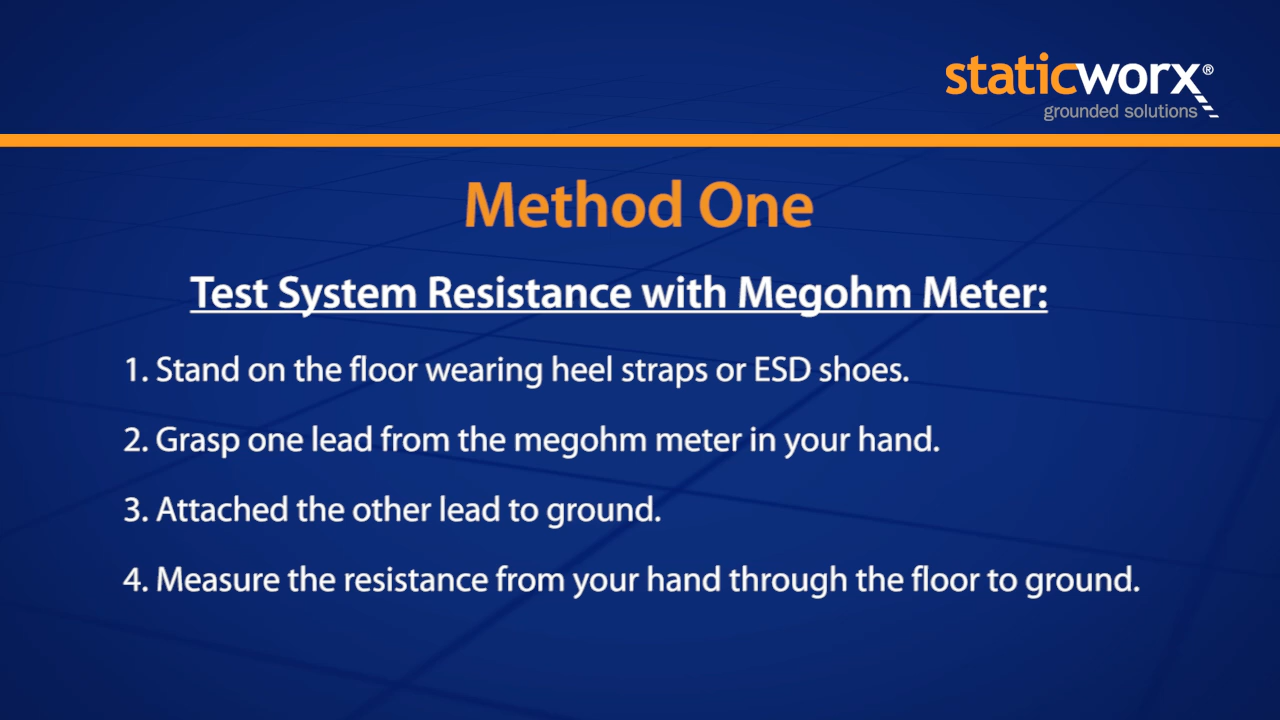 staticworx®
grounded solutions
Method One
Test System Resistance with Megohm Meter:
1. Stand on the floor wearing heel straps or ESD shoes.
2. Grasp one lead from the megohm meter in your hand.
3. Attached the other lead to ground.
4. Measure the resistance from your hand through the floor to ground.